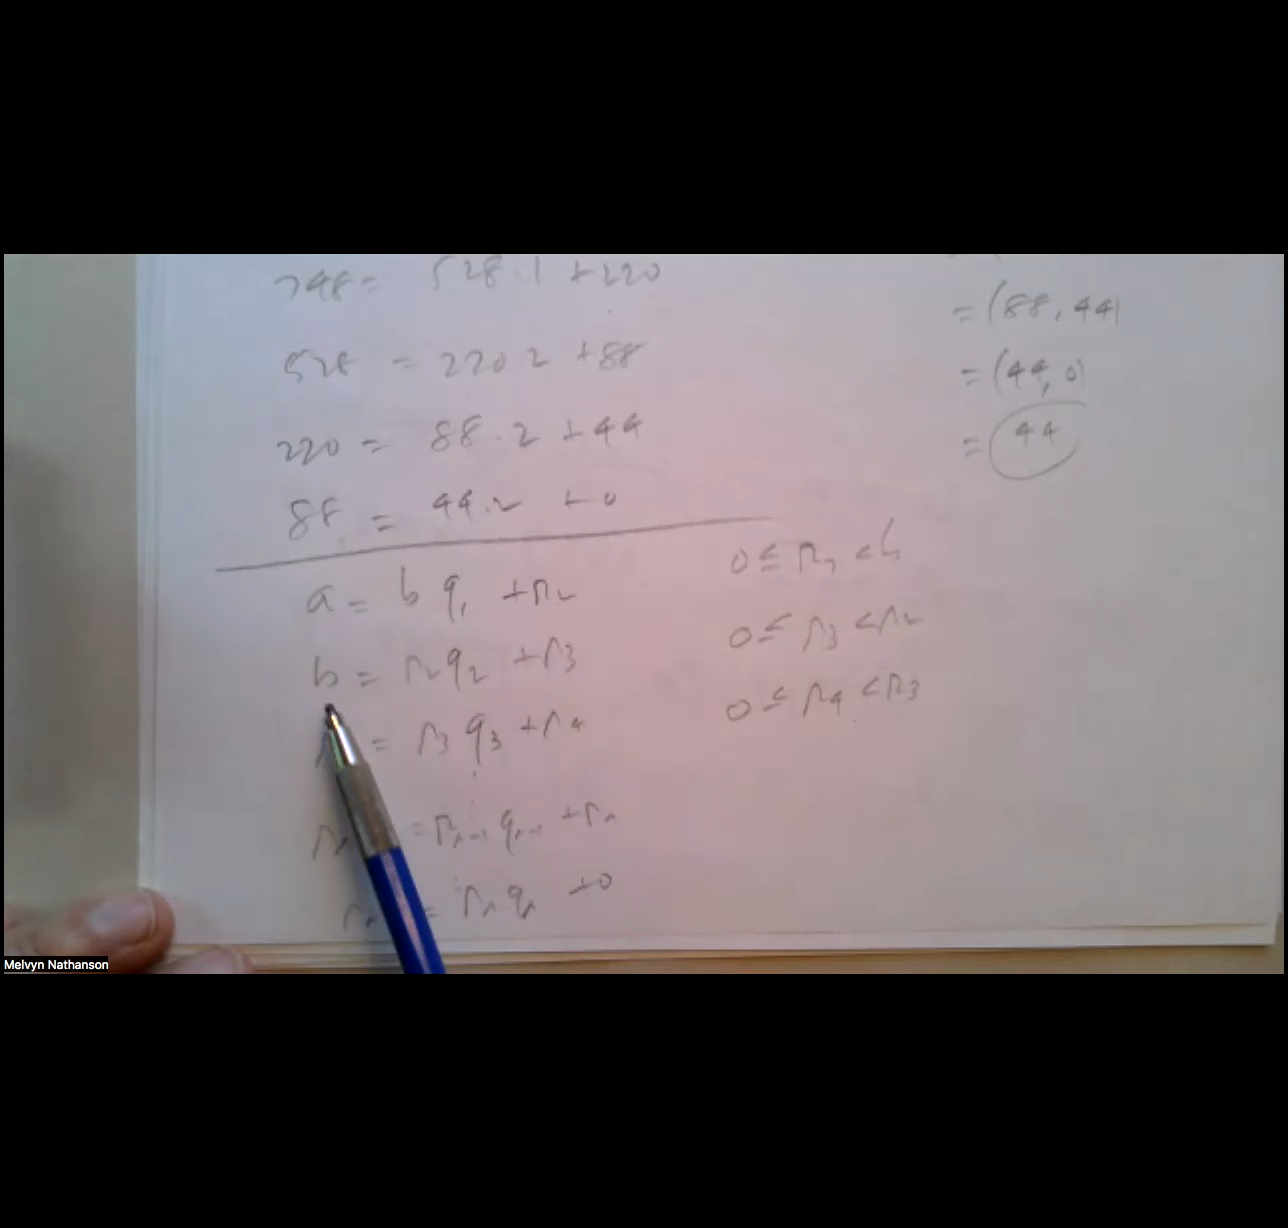 748 = 528.1 + 220
528 = 220 2 + 88
220 = 88.2 + 44
88 = 44.2 + 0
= (88, 44)
= (44, 0)
= 44
a = b q₁ + r₂
b = r₂ q₂ + r₃
= r₃ q₃ + r₄
= rₙ₋₁ qₙ₋₁ + rₙ
= rₙ qₙ + 0
0 ≤ r₂ < b
0 ≤ r₃ < r₂
0 ≤ r₄ < r₃
Melvyn Nathanson